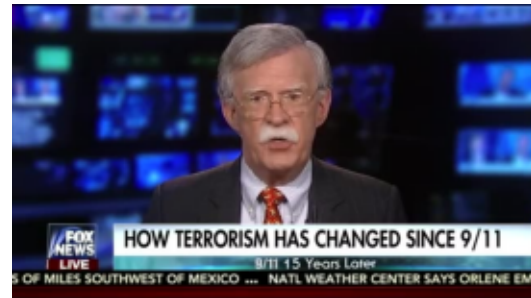 FOX
NEWS
LIVE
HOW TERRORISM HAS CHANGED SINCE 9/11
9/11 15 Years Later
S OF MILES SOUTHWEST OF MEXICO ... NATL WEATHER CENTER SAYS ORLENE EM